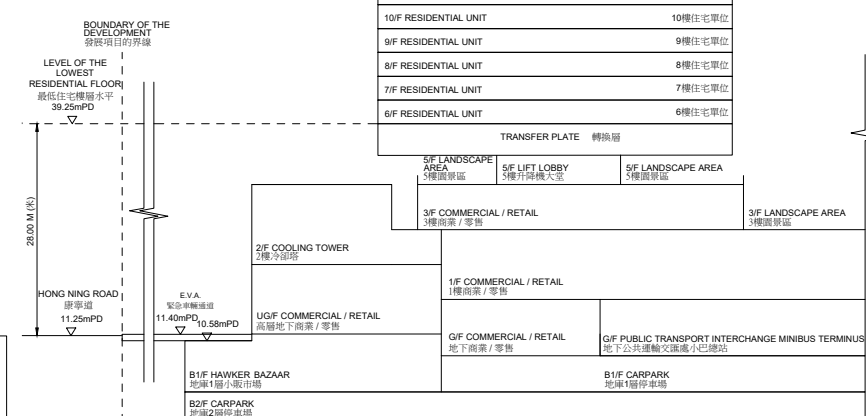 10/F RESIDENTIAL UNIT 10樓住宅單位
9/F RESIDENTIAL UNIT 9樓住宅單位
8/F RESIDENTIAL UNIT 8樓住宅單位
7/F RESIDENTIAL UNIT 7樓住宅單位
6/F RESIDENTIAL UNIT 6樓住宅單位
TRANSFER PLATE 轉換層
BOUNDARY OF THE
DEVELOPMENT
發展項目的界線
LEVEL OF THE
LOWEST
RESIDENTIAL FLOOR
最低住宅樓層水平
39.25mPD
28.00 M (米)
5/F LANDSCAPE
AREA
5樓園景區
5/F LIFT LOBBY
5樓升降機大堂
5/F LANDSCAPE AREA
5樓園景區
3/F COMMERCIAL / RETAIL
3樓商業 / 零售
3/F LANDSCAPE AREA
3樓園景區
2/F COOLING TOWER
2樓冷卻塔
1/F COMMERCIAL / RETAIL
1樓商業 / 零售
HONG NING ROAD
康寧道
11.25mPD
E.V.A.
緊急車輛通道
11.40mPD
10.58mPD
UG/F COMMERCIAL / RETAIL
高層地下商業 / 零售
G/F COMMERCIAL / RETAIL
地下商業 / 零售
G/F PUBLIC TRANSPORT INTERCHANGE MINIBUS TERMINUS
地下公共運輸交匯處小巴總站
B1/F HAWKER BAZAAR
地庫1層小販市場
B1/F CARPARK
地庫1層停車場
B2/F CARPARK
地庫2層停車場